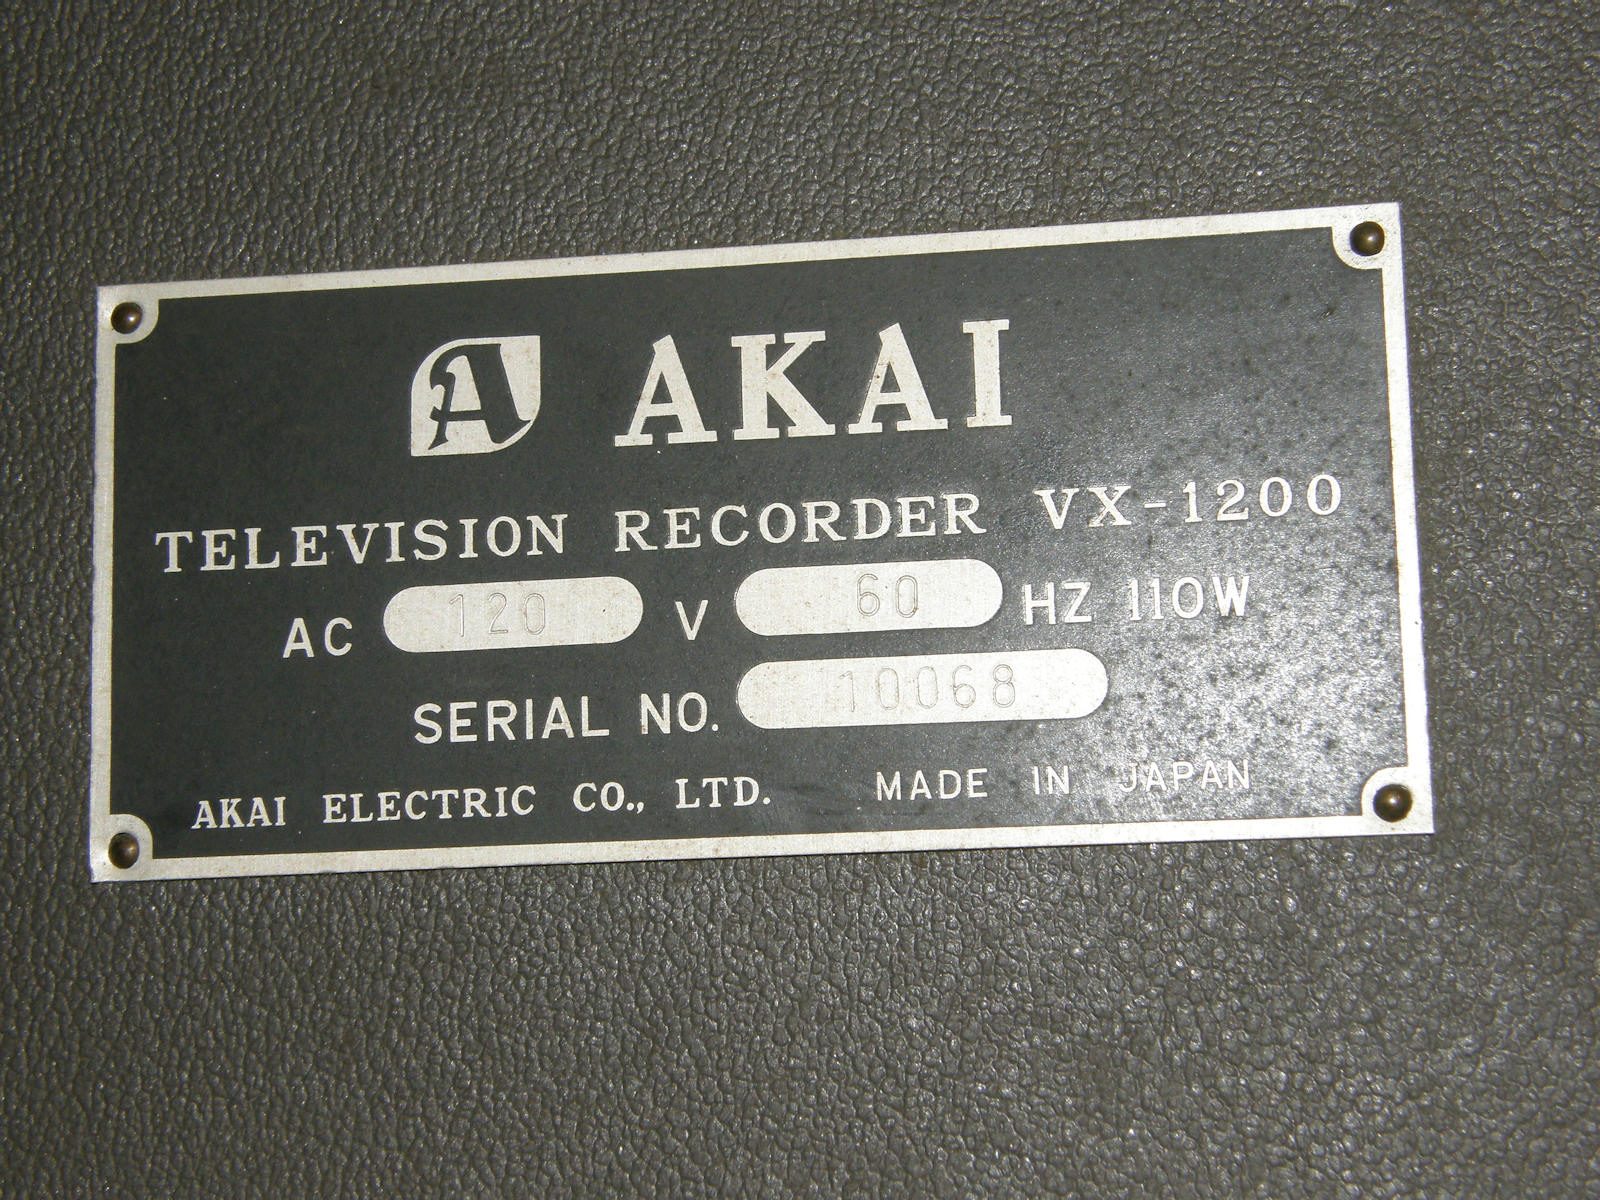 A AKAI
TELEVISION RECORDER VX-1200
AC 120 V 60 HZ 110W
SERIAL NO. 10068
AKAI ELECTRIC CO., LTD. MADE IN JAPAN